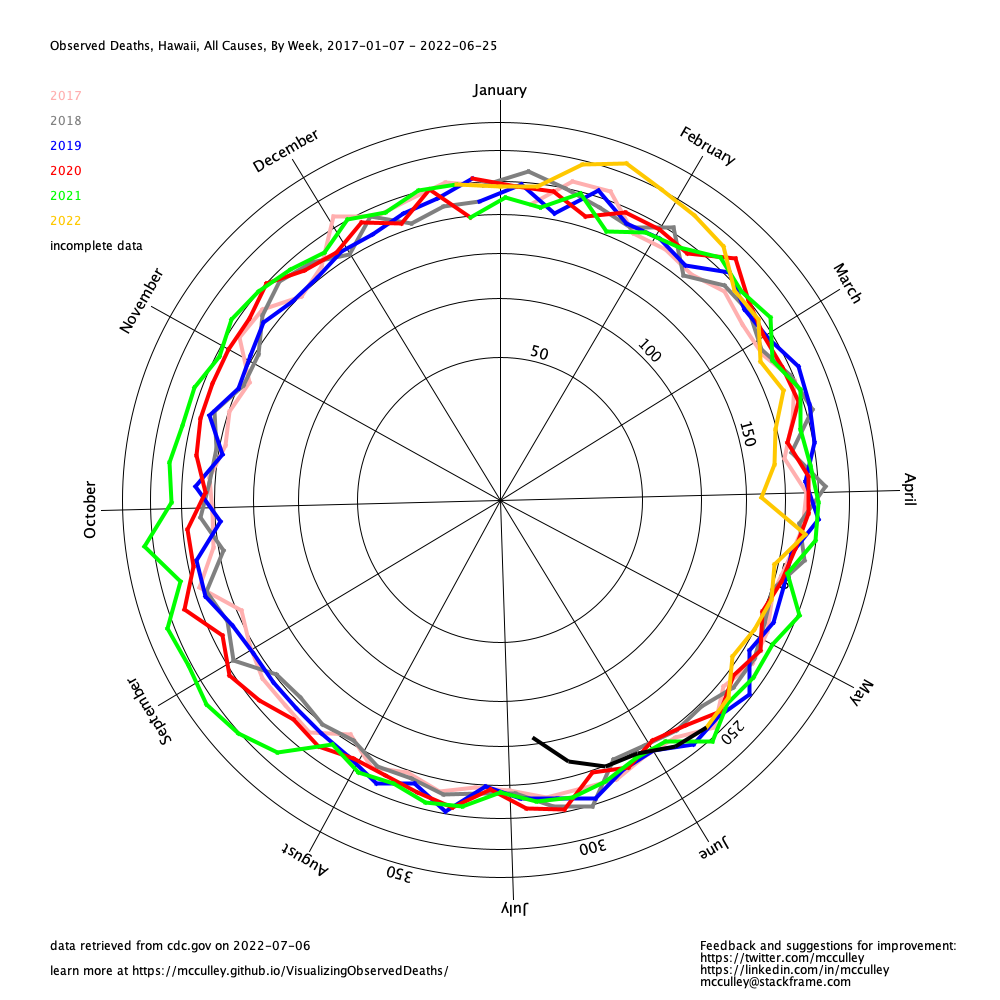 Observed Deaths, Hawaii, All Causes, By Week, 2017-01-07 - 2022-06-25
January
2017
2018
2019
2020
2021
2022
incomplete data
December
February
November
March
50
100
150
October
April
September
May
250
August
350
300
June
July
data retrieved from cdc.gov on 2022-07-06
learn more at https://mcculley.github.io/VisualizingObservedDeaths/
Feedback and suggestions for improvement:
https://twitter.com/mcculley
https://linkedin.com/in/mcculley
mcculley@stackframe.com